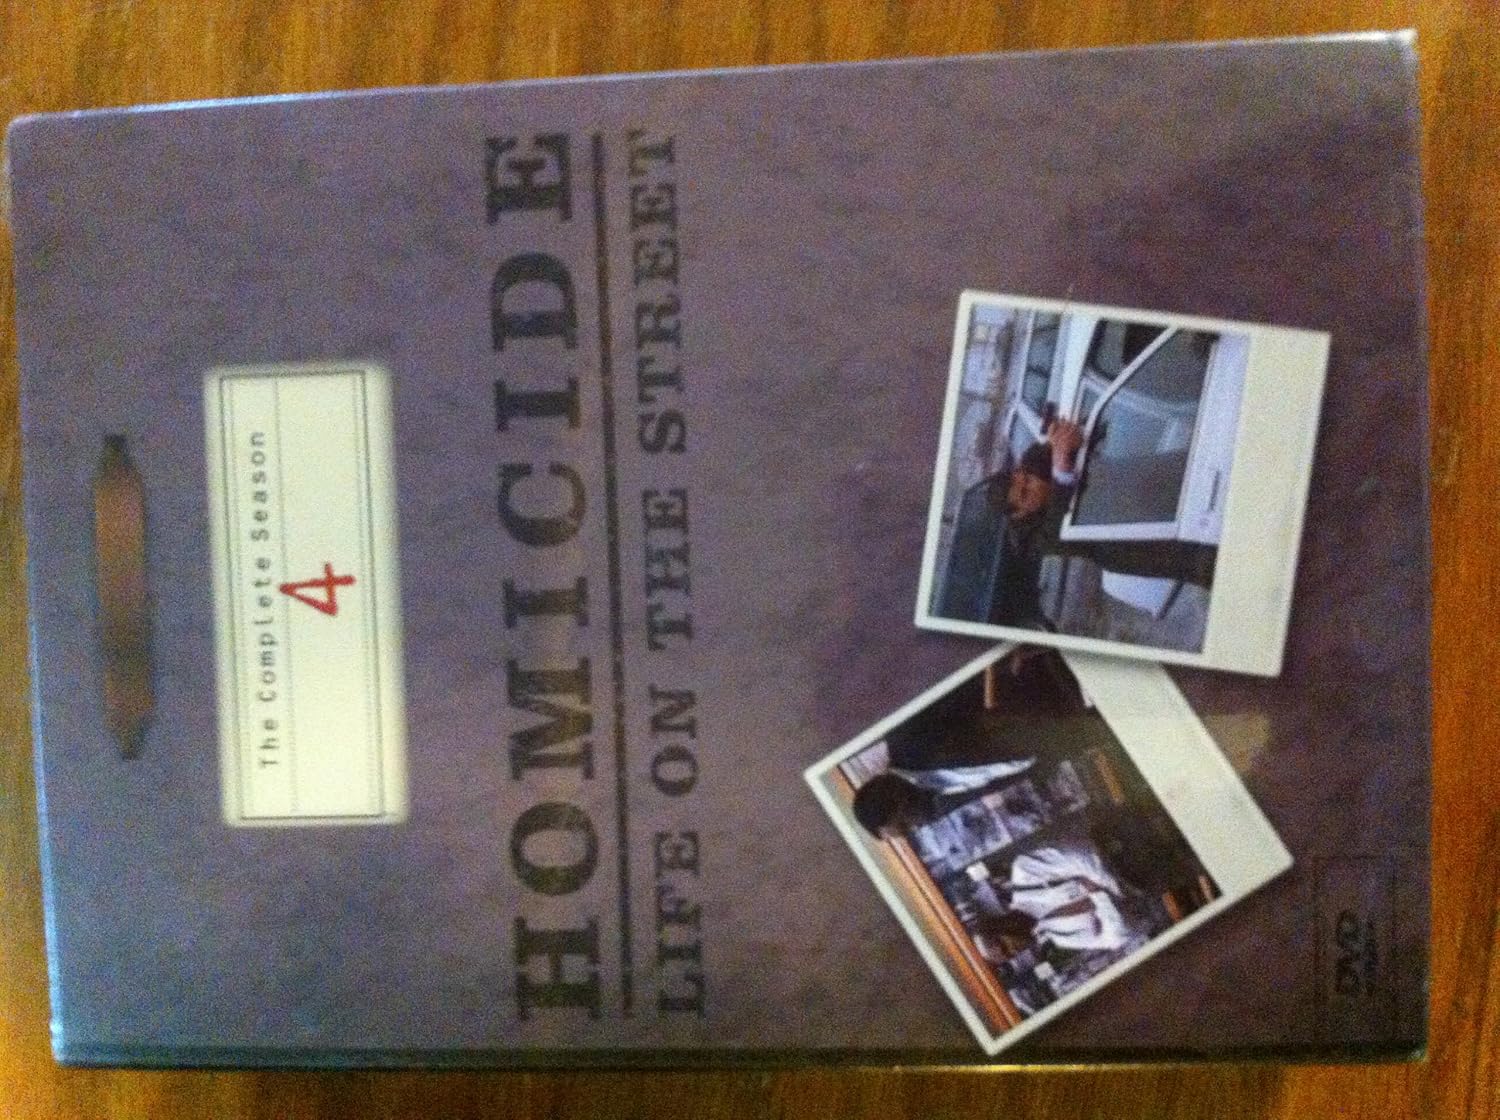 The Complete Season
4
HOMICIDE
LIFE ON THE STREET
DVD